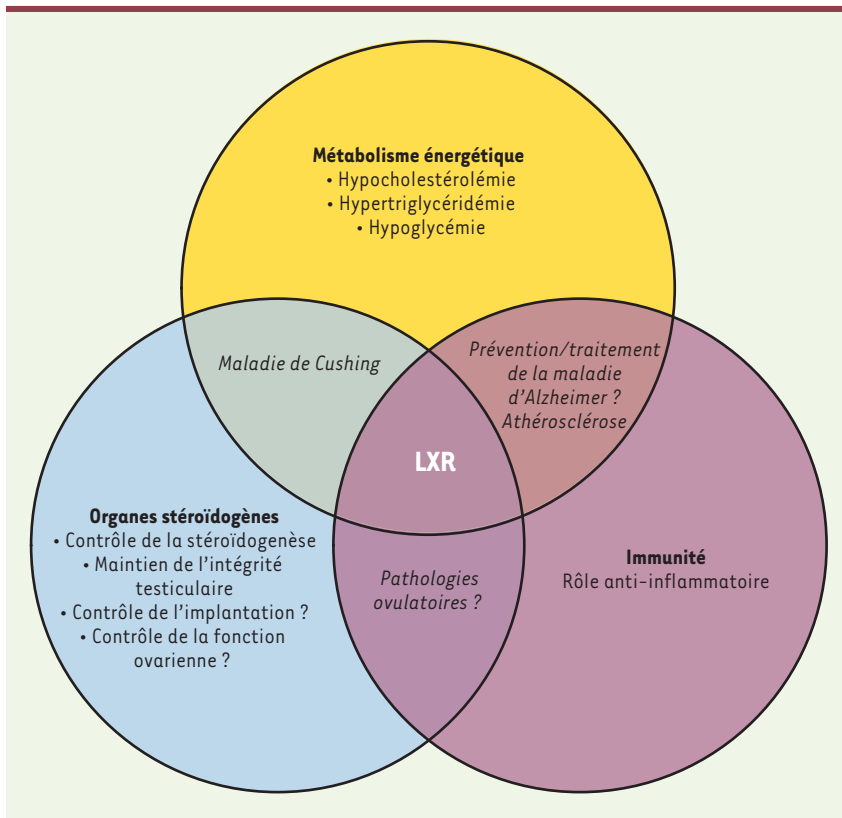 Métabolisme énergétique
• Hypocholestérolémie
• Hypertriglycéridémie
• Hypoglycémie
Maladie de Cushing
Prévention/traitement
de la maladie
d’Alzheimer ?
Athérosclérose
LXR
Organes stéroïdogènes
• Contrôle de la stéroïdogenèse
• Maintien de l’intégrité
testiculaire
• Contrôle de l’implantation ?
• Contrôle de la fonction
ovarienne ?
Pathologies
ovulatoires ?
Immunité
Rôle anti-inflammatoire